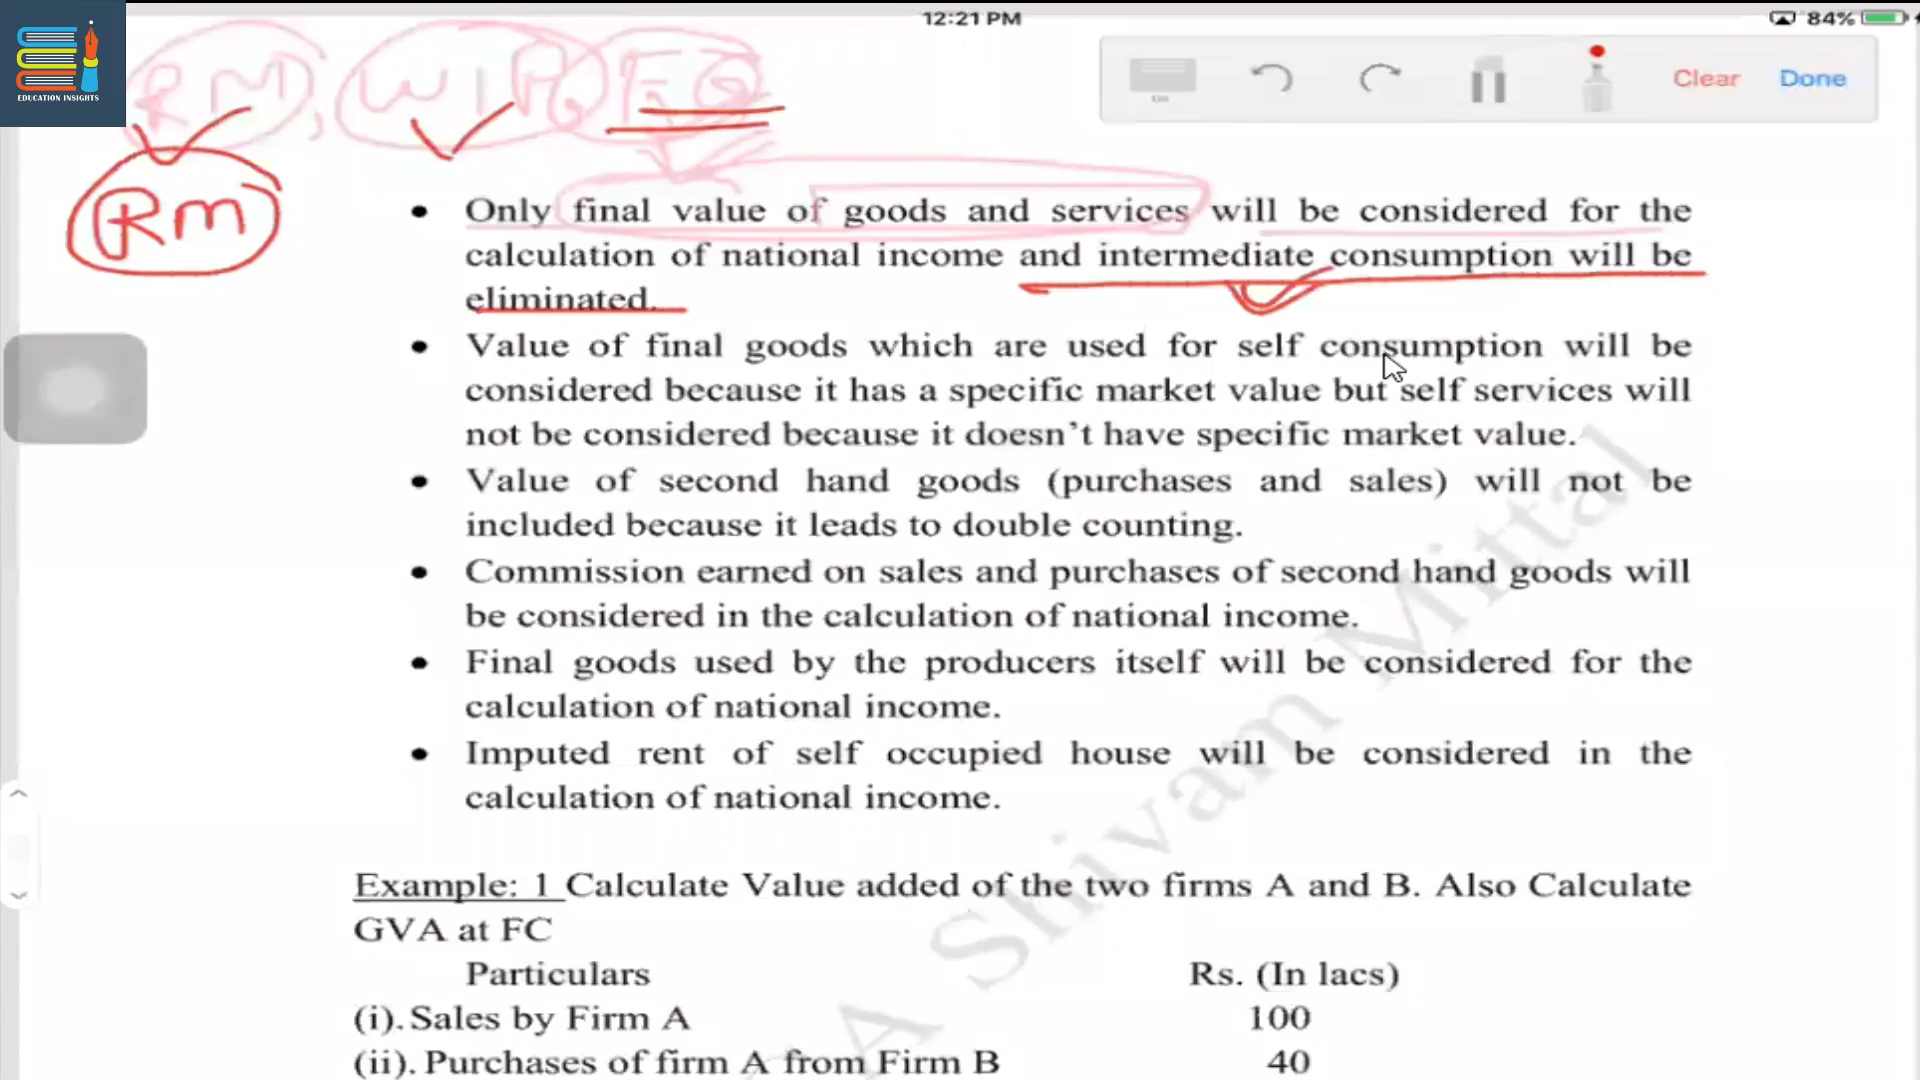 12:21 PM
84%
EDUCATION INSIGHTS
Clear
Done
RM, WIP, FG
Rm
• Only final value of goods and services will be considered for the
calculation of national income and intermediate consumption will be
eliminated.
• Value of final goods which are used for self consumption will be
considered because it has a specific market value but self services will
not be considered because it doesn't have specific market value.
• Value of second hand goods (purchases and sales) will not be
included because it leads to double counting.
• Commission earned on sales and purchases of second hand goods will
be considered in the calculation of national income.
• Final goods used by the producers itself will be considered for the
calculation of national income.
• Imputed rent of self occupied house will be considered in the
calculation of national income.
Example: 1 Calculate Value added of the two firms A and B. Also Calculate
GVA at FC
Particulars Rs. (In lacs)
(i). Sales by Firm A 100
(ii). Purchases of firm A from Firm B 40
A Shivam Mittal